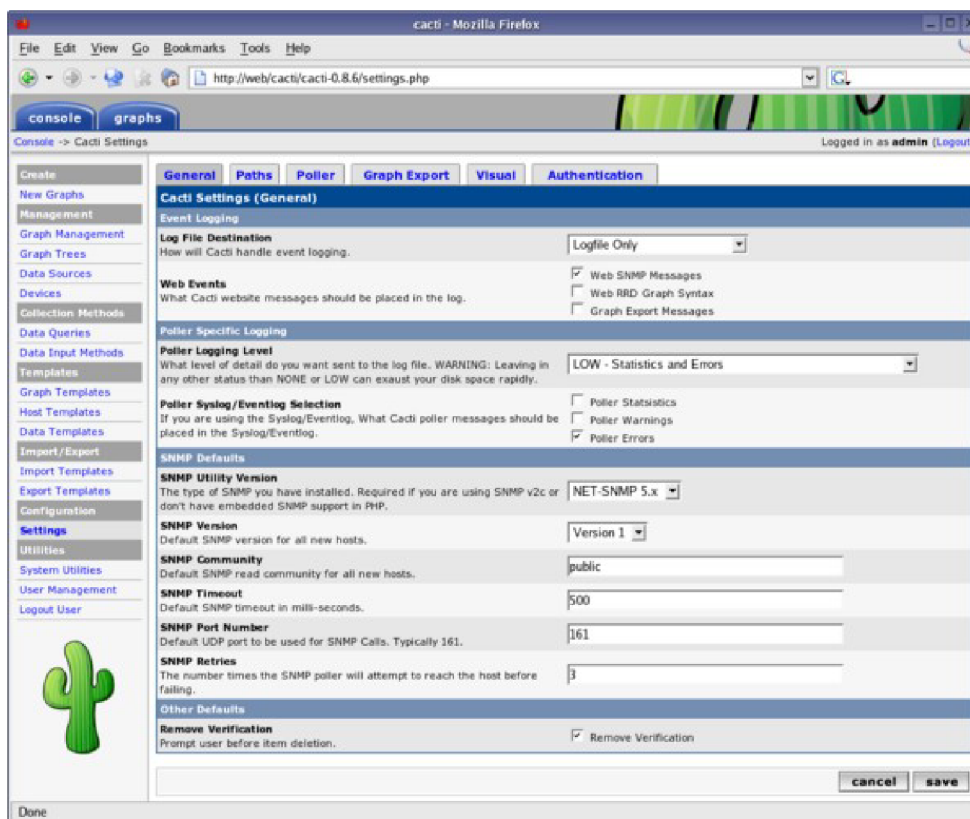 cacti - Mozilla Firefox
File Edit View Go Bookmarks Tools Help
http://web/cacti/cacti-0.8.6/settings.php
G
console graphs
Console -> Cacti Settings
Logged in as admin (Logout
Create
New Graphs
Management
Graph Management
Graph Trees
Data Sources
Devices
Collection Methods
Data Queries
Data Input Methods
Templates
Graph Templates
Host Templates
Data Templates
Import/Export
Import Templates
Export Templates
Configuration
Settings
Utilities
System Utilities
User Management
Logout User
General Paths Poller Graph Export Visual Authentication
Cacti Settings (General)
Event Logging
Log File Destination
How will Cacti handle event logging.
Logfile Only
Web Events
What Cacti website messages should be placed in the log.
Web SNMP Messages
Web RRD Graph Syntax
Graph Export Messages
Poller Specific Logging
Poller Logging Level
What level of detail do you want sent to the log file. WARNING: Leaving in
any other status than NONE or LOW can exaust your disk space rapidly.
LOW - Statistics and Errors
Poller Syslog/Eventlog Selection
If you are using the Syslog/Eventlog, What Cacti poller messages should be
placed in the Syslog/Eventlog.
Poller Statsistics
Poller Warnings
Poller Errors
SNMP Defaults
SNMP Utility Version
The type of SNMP you have installed. Required if you are using SNMP v2c or
don't have embedded SNMP support in PHP.
NET-SNMP 5.x
SNMP Version
Default SNMP version for all new hosts.
Version 1
SNMP Community
Default SNMP read community for all new hosts.
public
SNMP Timeout
Default SNMP timeout in milli-seconds.
500
SNMP Port Number
Default UDP port to be used for SNMP Calls. Typically 161.
161
SNMP Retries
The number times the SNMP poller will attempt to reach the host before
failing.
3
Other Defaults
Remove Verification
Prompt user before item deletion.
Remove Verification
cancel save
Done